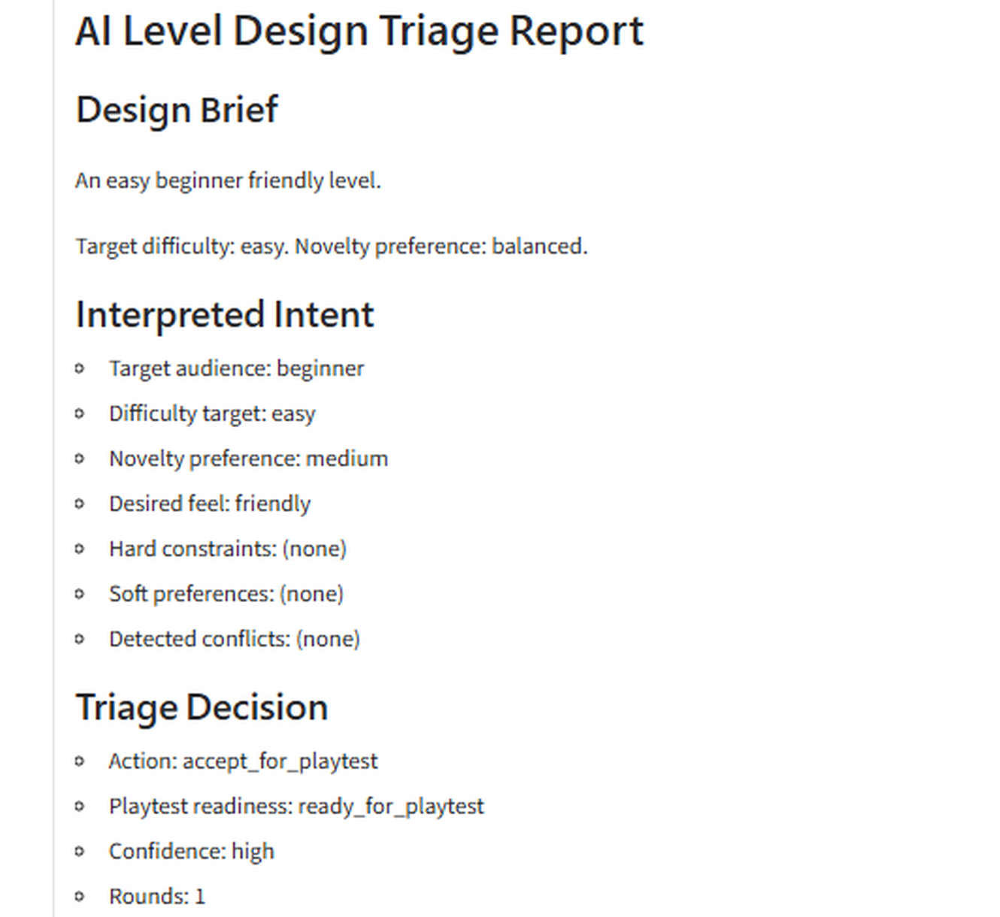 AI Level Design Triage Report
Design Brief
An easy beginner friendly level.
Target difficulty: easy. Novelty preference: balanced.
Interpreted Intent
Target audience: beginner
Difficulty target: easy
Novelty preference: medium
Desired feel: friendly
Hard constraints: (none)
Soft preferences: (none)
Detected conflicts: (none)
Triage Decision
Action: accept_for_playtest
Playtest readiness: ready_for_playtest
Confidence: high
Rounds: 1